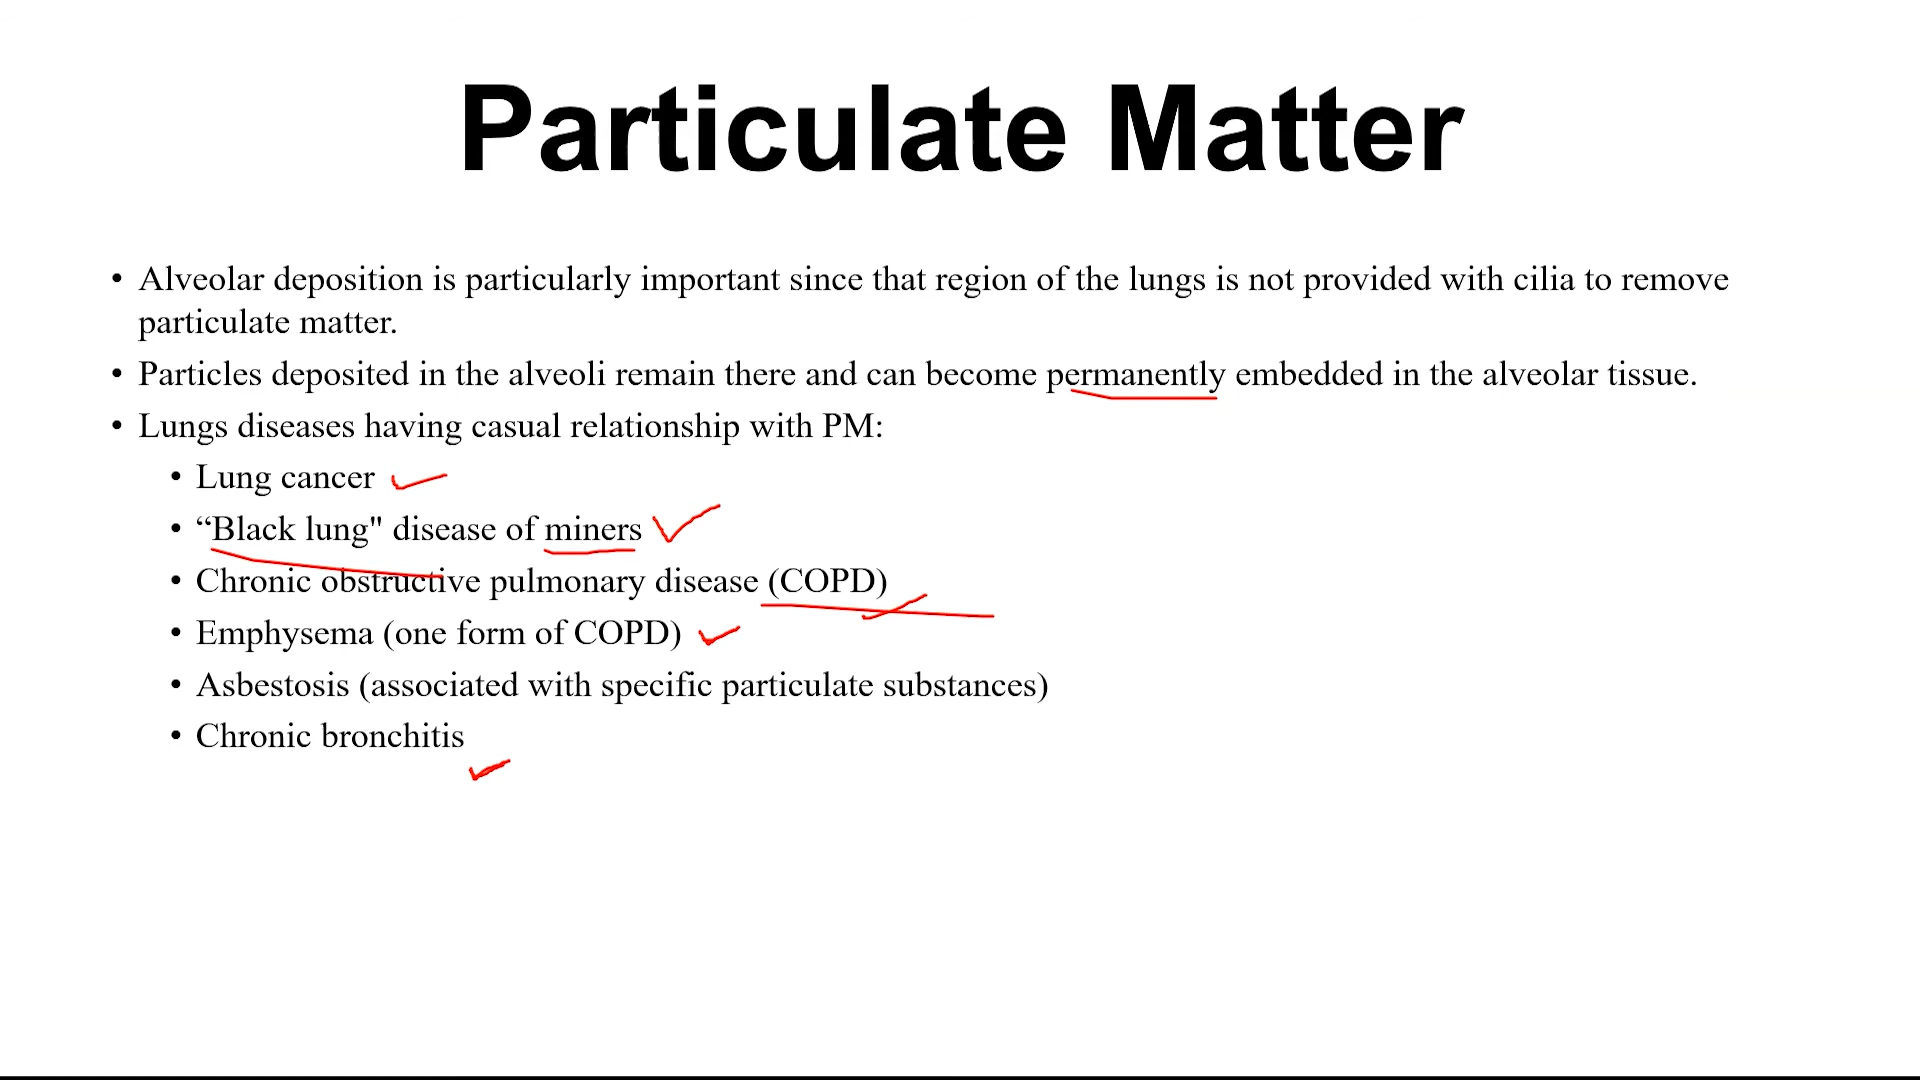 Particulate Matter
• Alveolar deposition is particularly important since that region of the lungs is not provided with cilia to remove
particulate matter.
• Particles deposited in the alveoli remain there and can become permanently embedded in the alveolar tissue.
• Lungs diseases having casual relationship with PM:
• Lung cancer
• “Black lung" disease of miners
• Chronic obstructive pulmonary disease (COPD)
• Emphysema (one form of COPD)
• Asbestosis (associated with specific particulate substances)
• Chronic bronchitis